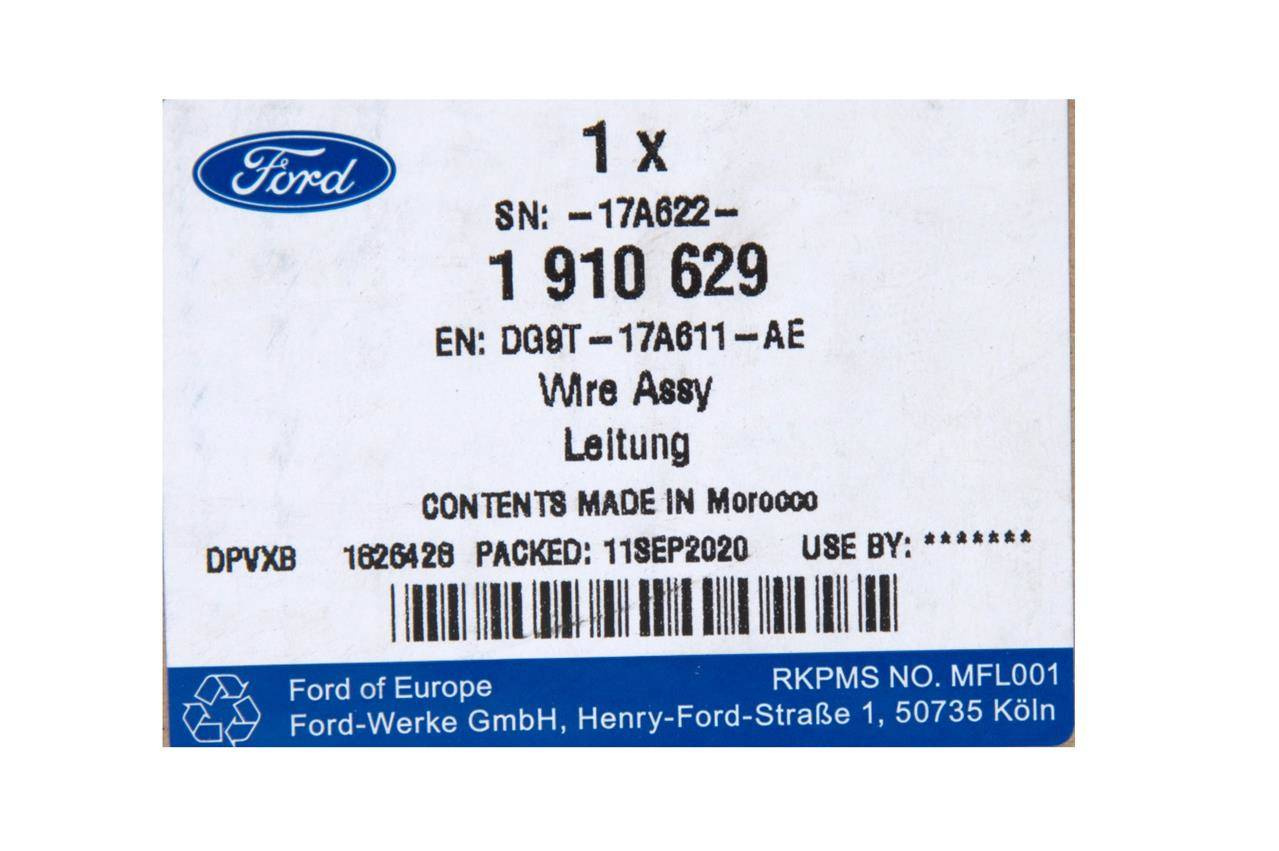 Ford
1 x
SN: -17A622-
1 910 629
EN: DG9T-17A611-AE
Wire Assy
Leitung
CONTENTS MADE IN Morocco
DPVXB 1626426 PACKED: 11SEP2020 USE BY: *******
Ford of Europe RKPMS NO. MFL001
Ford-Werke GmbH, Henry-Ford-Straße 1, 50735 Köln